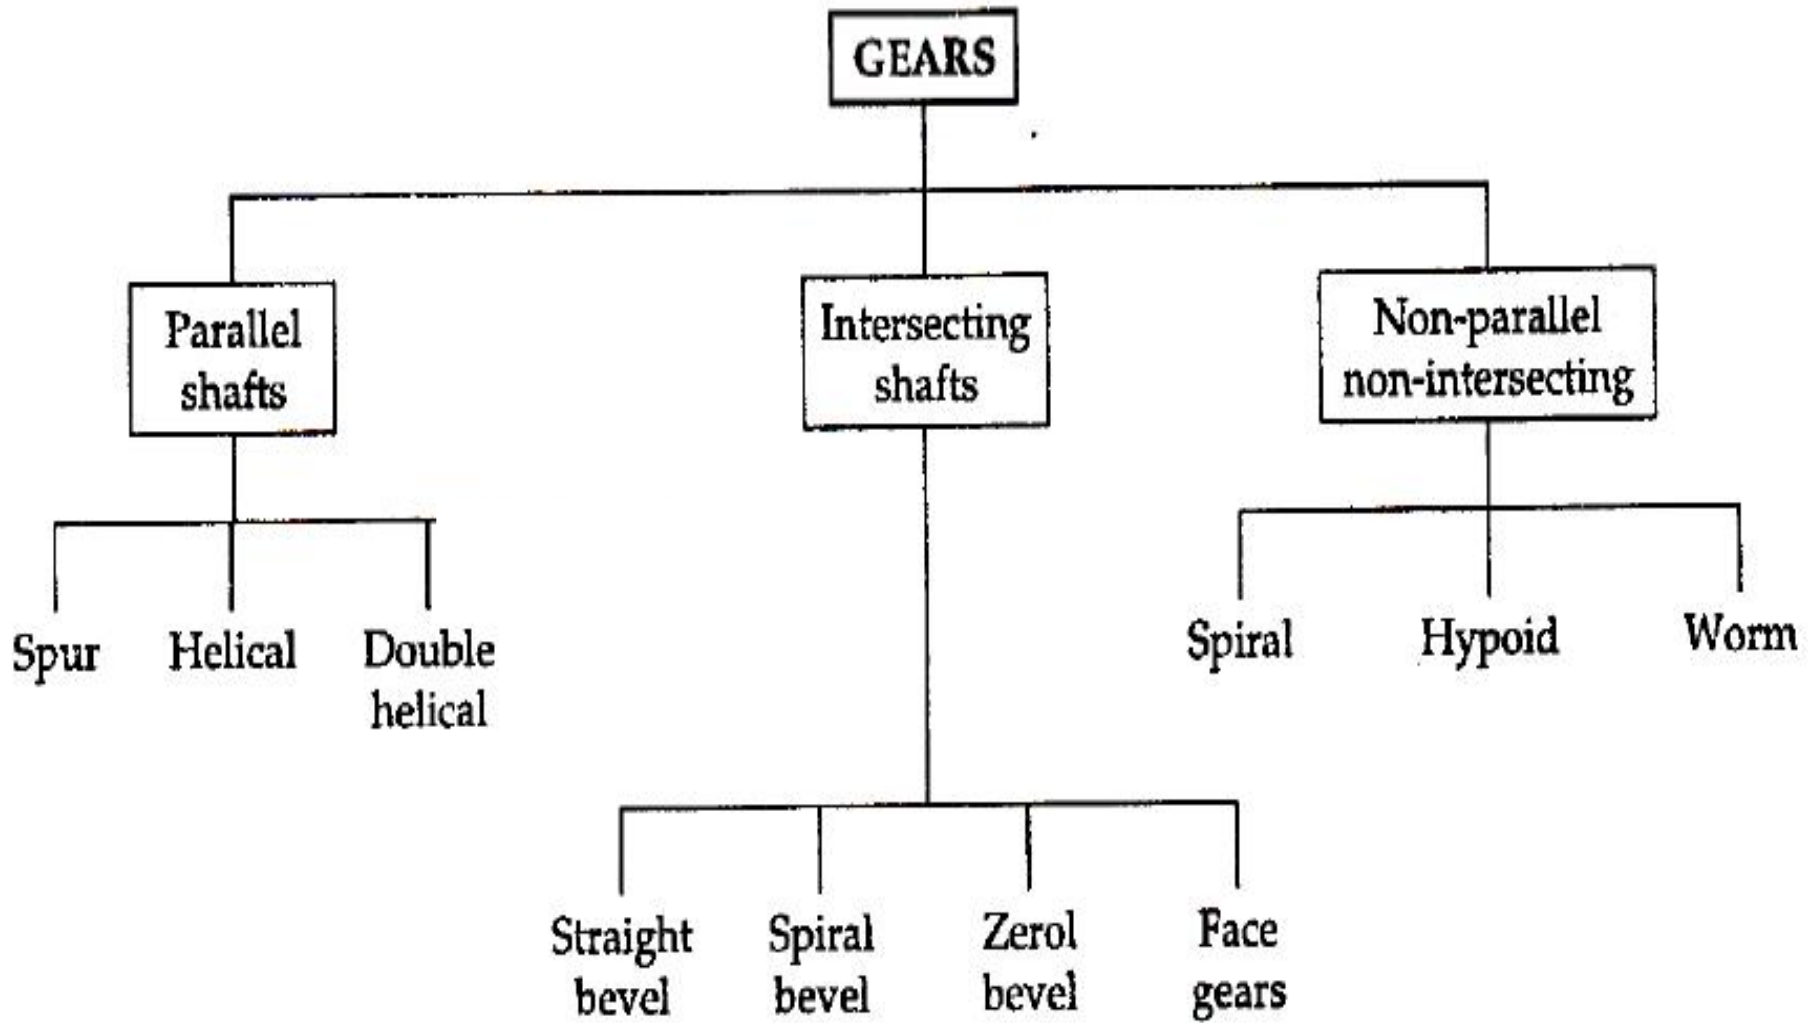 GEARS
Parallel
shafts
Intersecting
shafts
Non-parallel
non-intersecting
Spur
Helical
Double
helical
Spiral
Hypoid
Worm
Straight
bevel
Spiral
bevel
Zerol
bevel
Face
gears